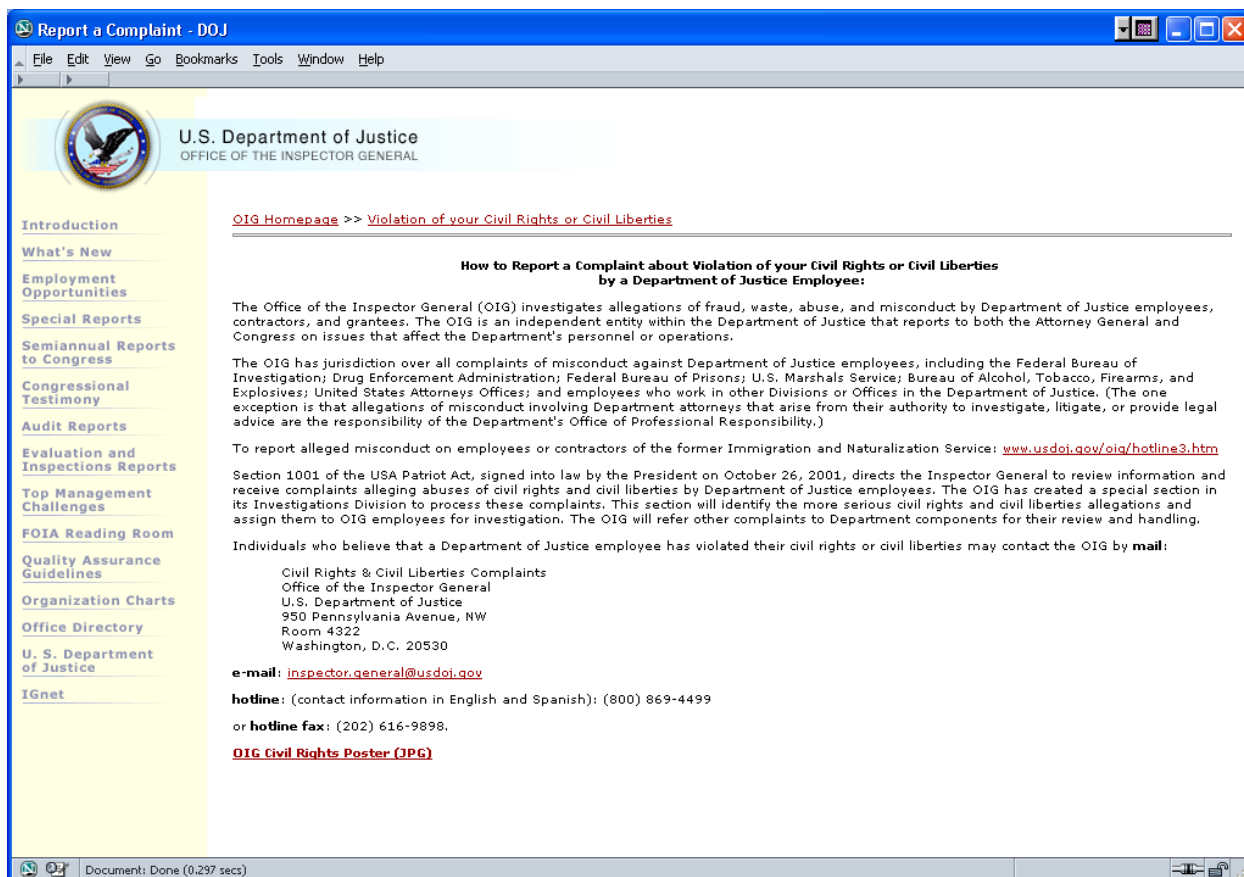 Report a Complaint - DOJ
File Edit View Go Bookmarks Tools Window Help
U.S. Department of Justice
OFFICE OF THE INSPECTOR GENERAL
Introduction
What's New
Employment
Opportunities
Special Reports
Semiannual Reports
to Congress
Congressional
Testimony
Audit Reports
Evaluation and
Inspections Reports
Top Management
Challenges
FOIA Reading Room
Quality Assurance
Guidelines
Organization Charts
Office Directory
U. S. Department
of Justice
IGnet
OIG Homepage >> Violation of your Civil Rights or Civil Liberties
How to Report a Complaint about Violation of your Civil Rights or Civil Liberties
by a Department of Justice Employee:
The Office of the Inspector General (OIG) investigates allegations of fraud, waste, abuse, and misconduct by Department of Justice employees,
contractors, and grantees. The OIG is an independent entity within the Department of Justice that reports to both the Attorney General and
Congress on issues that affect the Department's personnel or operations.
The OIG has jurisdiction over all complaints of misconduct against Department of Justice employees, including the Federal Bureau of
Investigation; Drug Enforcement Administration; Federal Bureau of Prisons; U.S. Marshals Service; Bureau of Alcohol, Tobacco, Firearms, and
Explosives; United States Attorneys Offices; and employees who work in other Divisions or Offices in the Department of Justice. (The one
exception is that allegations of misconduct involving Department attorneys that arise from their authority to investigate, litigate, or provide legal
advice are the responsibility of the Department's Office of Professional Responsibility.)
To report alleged misconduct on employees or contractors of the former Immigration and Naturalization Service: www.usdoj.gov/oig/hotline3.htm
Section 1001 of the USA Patriot Act, signed into law by the President on October 26, 2001, directs the Inspector General to review information and
receive complaints alleging abuses of civil rights and civil liberties by Department of Justice employees. The OIG has created a special section in
its Investigations Division to process these complaints. This section will identify the more serious civil rights and civil liberties allegations and
assign them to OIG employees for investigation. The OIG will refer other complaints to Department components for their review and handling.
Individuals who believe that a Department of Justice employee has violated their civil rights or civil liberties may contact the OIG by mail:
Civil Rights & Civil Liberties Complaints
Office of the Inspector General
U.S. Department of Justice
950 Pennsylvania Avenue, NW
Room 4322
Washington, D.C. 20530
e-mail: inspector.general@usdoj.gov
hotline: (contact information in English and Spanish): (800) 869-4499
or hotline fax: (202) 616-9898.
OIG Civil Rights Poster (JPG)
Document: Done (0.297 secs)